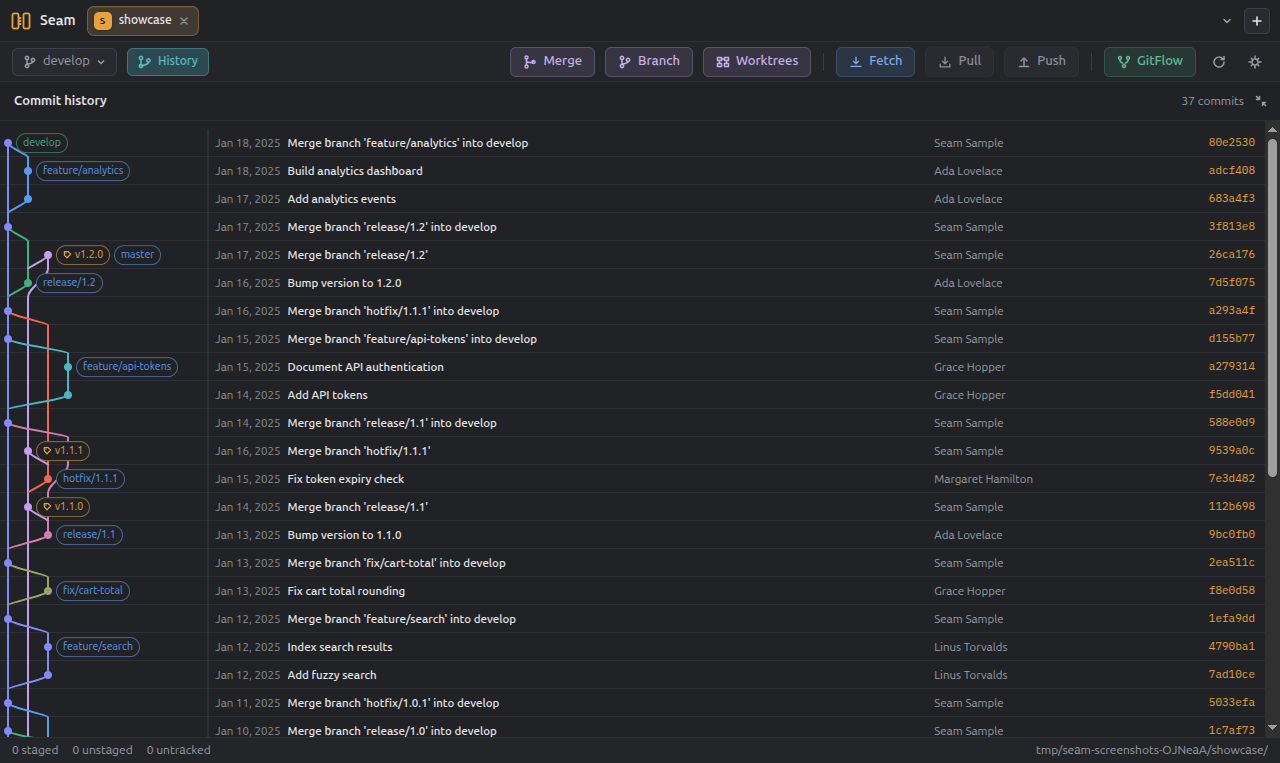 Seam S showcase
develop History Merge Branch Worktrees Fetch Pull Push GitFlow
Commit history 37 commits
develop Jan 18, 2025 Merge branch 'feature/analytics' into develop Seam Sample 80e2530
feature/analytics Jan 18, 2025 Build analytics dashboard Ada Lovelace adcf408
Jan 17, 2025 Add analytics events Ada Lovelace 683a4f3
Jan 17, 2025 Merge branch 'release/1.2' into develop Seam Sample 3f813e8
v1.2.0 master Jan 17, 2025 Merge branch 'release/1.2' Seam Sample 26ca176
release/1.2 Jan 16, 2025 Bump version to 1.2.0 Ada Lovelace 7d5f075
Jan 16, 2025 Merge branch 'hotfix/1.1.1' into develop Seam Sample a293a4f
Jan 15, 2025 Merge branch 'feature/api-tokens' into develop Seam Sample d155b77
feature/api-tokens Jan 15, 2025 Document API authentication Grace Hopper a279314
Jan 14, 2025 Add API tokens Grace Hopper f5dd041
Jan 14, 2025 Merge branch 'release/1.1' into develop Seam Sample 588e0d9
v1.1.1 Jan 16, 2025 Merge branch 'hotfix/1.1.1' Seam Sample 9539a0c
hotfix/1.1.1 Jan 15, 2025 Fix token expiry check Margaret Hamilton 7e3d482
v1.1.0 Jan 14, 2025 Merge branch 'release/1.1' Seam Sample 112b698
release/1.1 Jan 13, 2025 Bump version to 1.1.0 Ada Lovelace 9bc0fb0
Jan 13, 2025 Merge branch 'fix/cart-total' into develop Seam Sample 2ea511c
fix/cart-total Jan 13, 2025 Fix cart total rounding Grace Hopper f8e0d58
Jan 12, 2025 Merge branch 'feature/search' into develop Seam Sample 1efa9dd
feature/search Jan 12, 2025 Index search results Linus Torvalds 4790ba1
Jan 12, 2025 Add fuzzy search Linus Torvalds 7ad10ce
Jan 11, 2025 Merge branch 'hotfix/1.0.1' into develop Seam Sample 5033efa
Jan 10, 2025 Merge branch 'release/1.0' into develop Seam Sample 1c7af73
0 staged 0 unstaged 0 untracked tmp/seam-screenshots-OJNeaA/showcase/